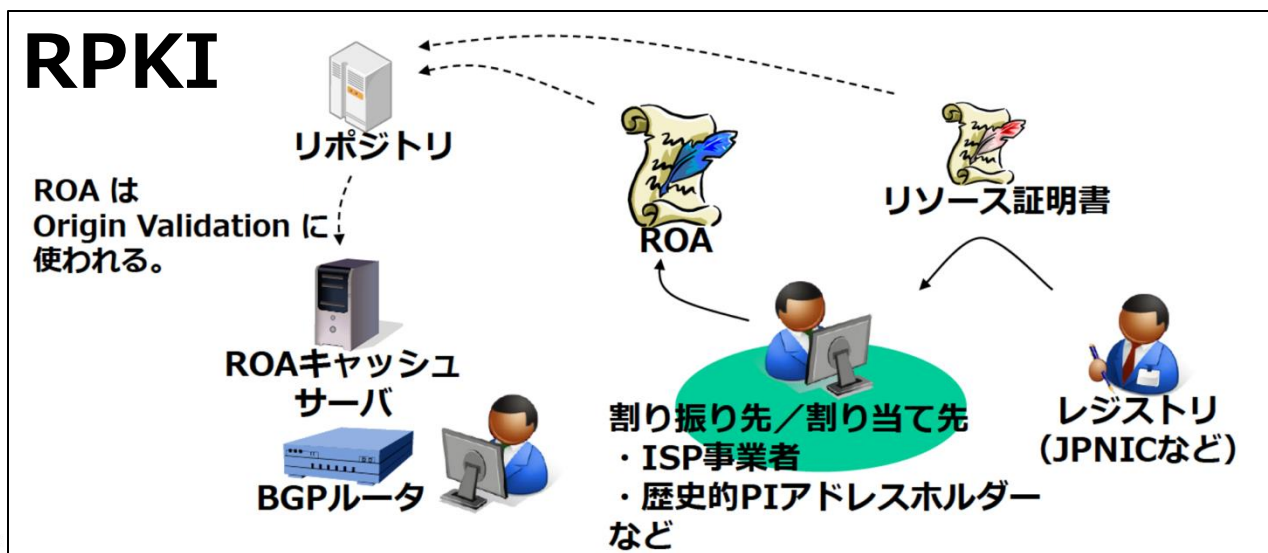 RPKI
リポジトリ
ROA は
Origin Validation に
使われる。
ROA
リソース証明書
ROAキャッシュ
サーバ
BGPルータ
割り振り先／割り当て先
・ISP事業者
・歴史的PIアドレスホルダー
など
レジストリ
（JPNICなど）